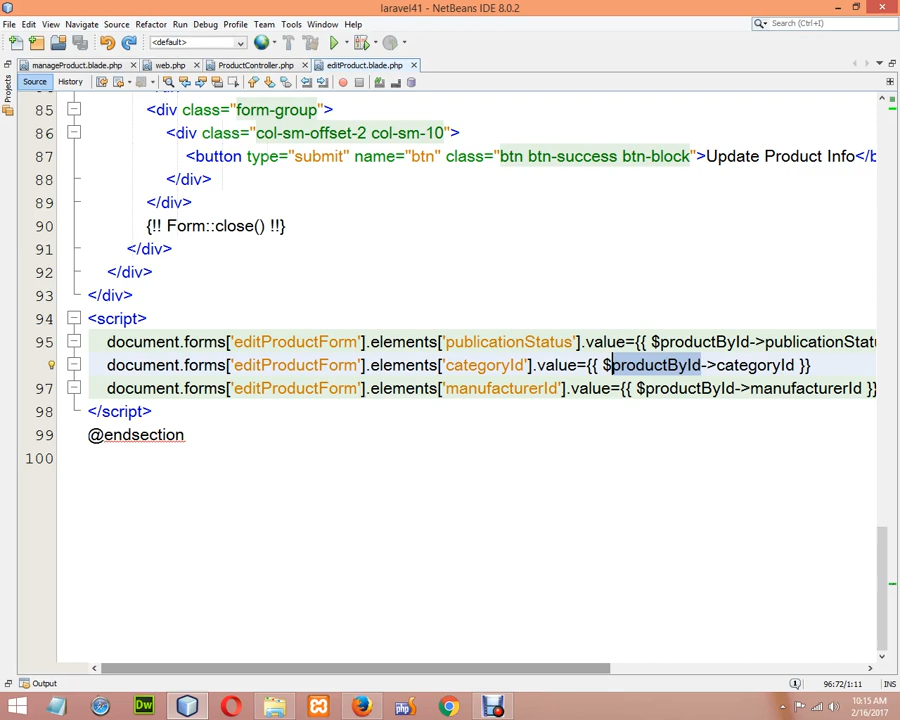 laravel41 - NetBeans IDE 8.0.2
File Edit View Navigate Source Refactor Run Debug Profile Team Tools Window Help
<default>
Search (Ctrl+I)
manageProduct.blade.php web.php ProductController.php editProduct.blade.php
Source History
Projects
85 <div class="form-group">
86 <div class="col-sm-offset-2 col-sm-10">
87 <button type="submit" name="btn" class="btn btn-success btn-block">Update Product Info</b
88 </div>
89 </div>
90 {!! Form::close() !!}
91 </div>
92 </div>
93 </div>
94 <script>
95 document.forms['editProductForm'].elements['publicationStatus'].value={{ $productById->publicationStatu
document.forms['editProductForm'].elements['categoryId'].value={{ $productById->categoryId }}
97 document.forms['editProductForm'].elements['manufacturerId'].value={{ $productById->manufacturerId }}
98 </script>
99 @endsection
100
Output
96:72/1:11 INS
Dw
php
10:15 AM
2/16/2017